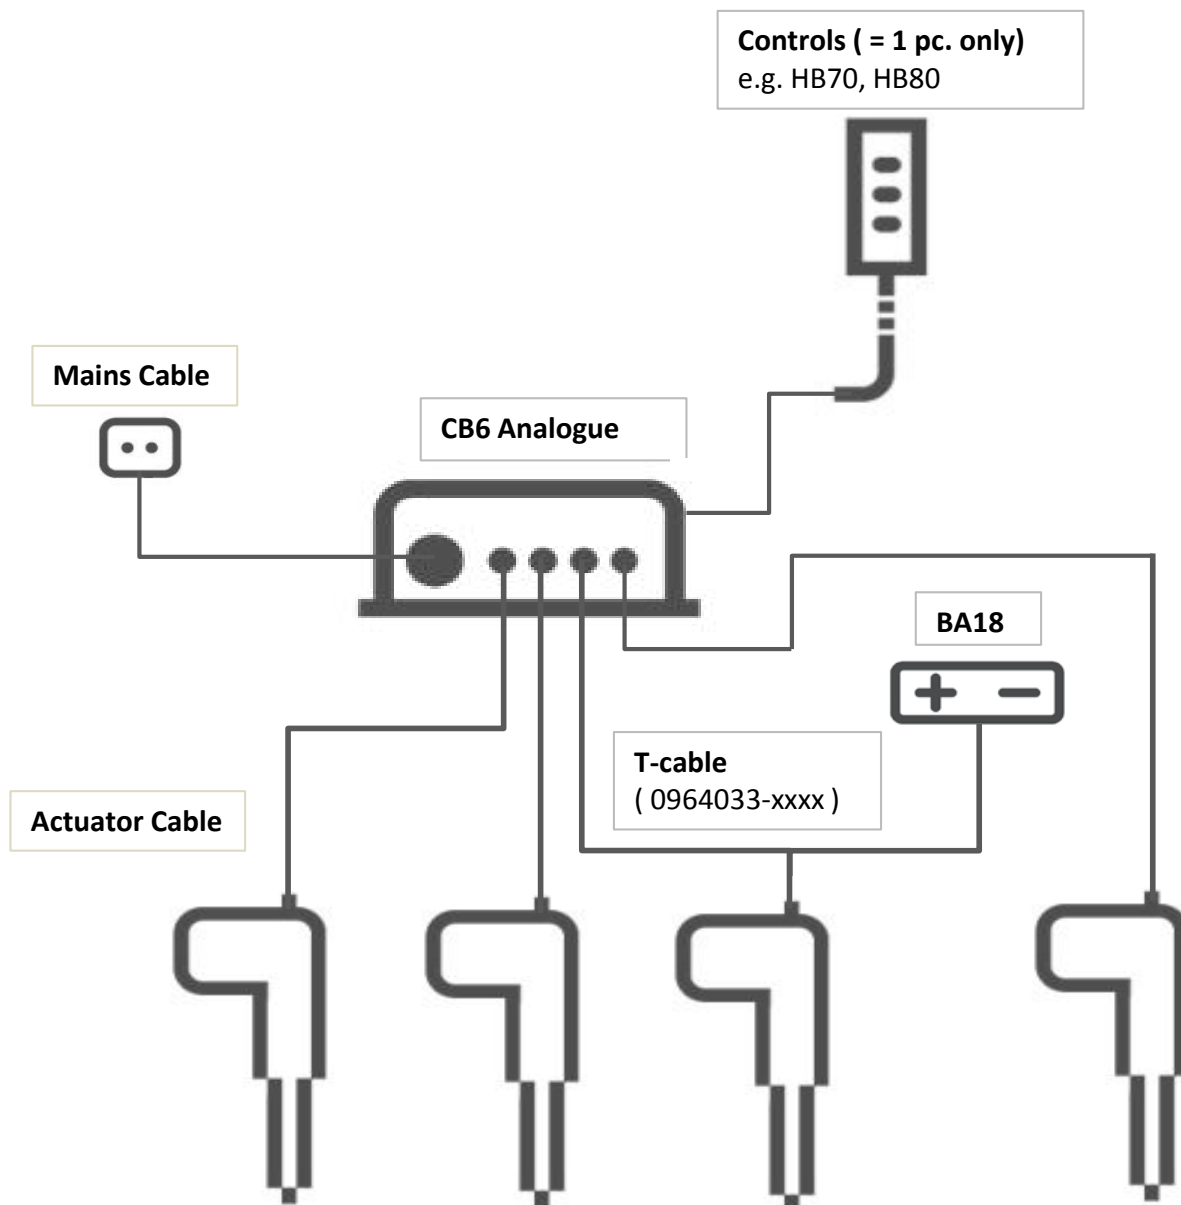 Controls ( = 1 pc. only)
e.g. HB70, HB80
Mains Cable
CB6 Analogue
BA18
T-cable
( 0964033-xxxx )
Actuator Cable